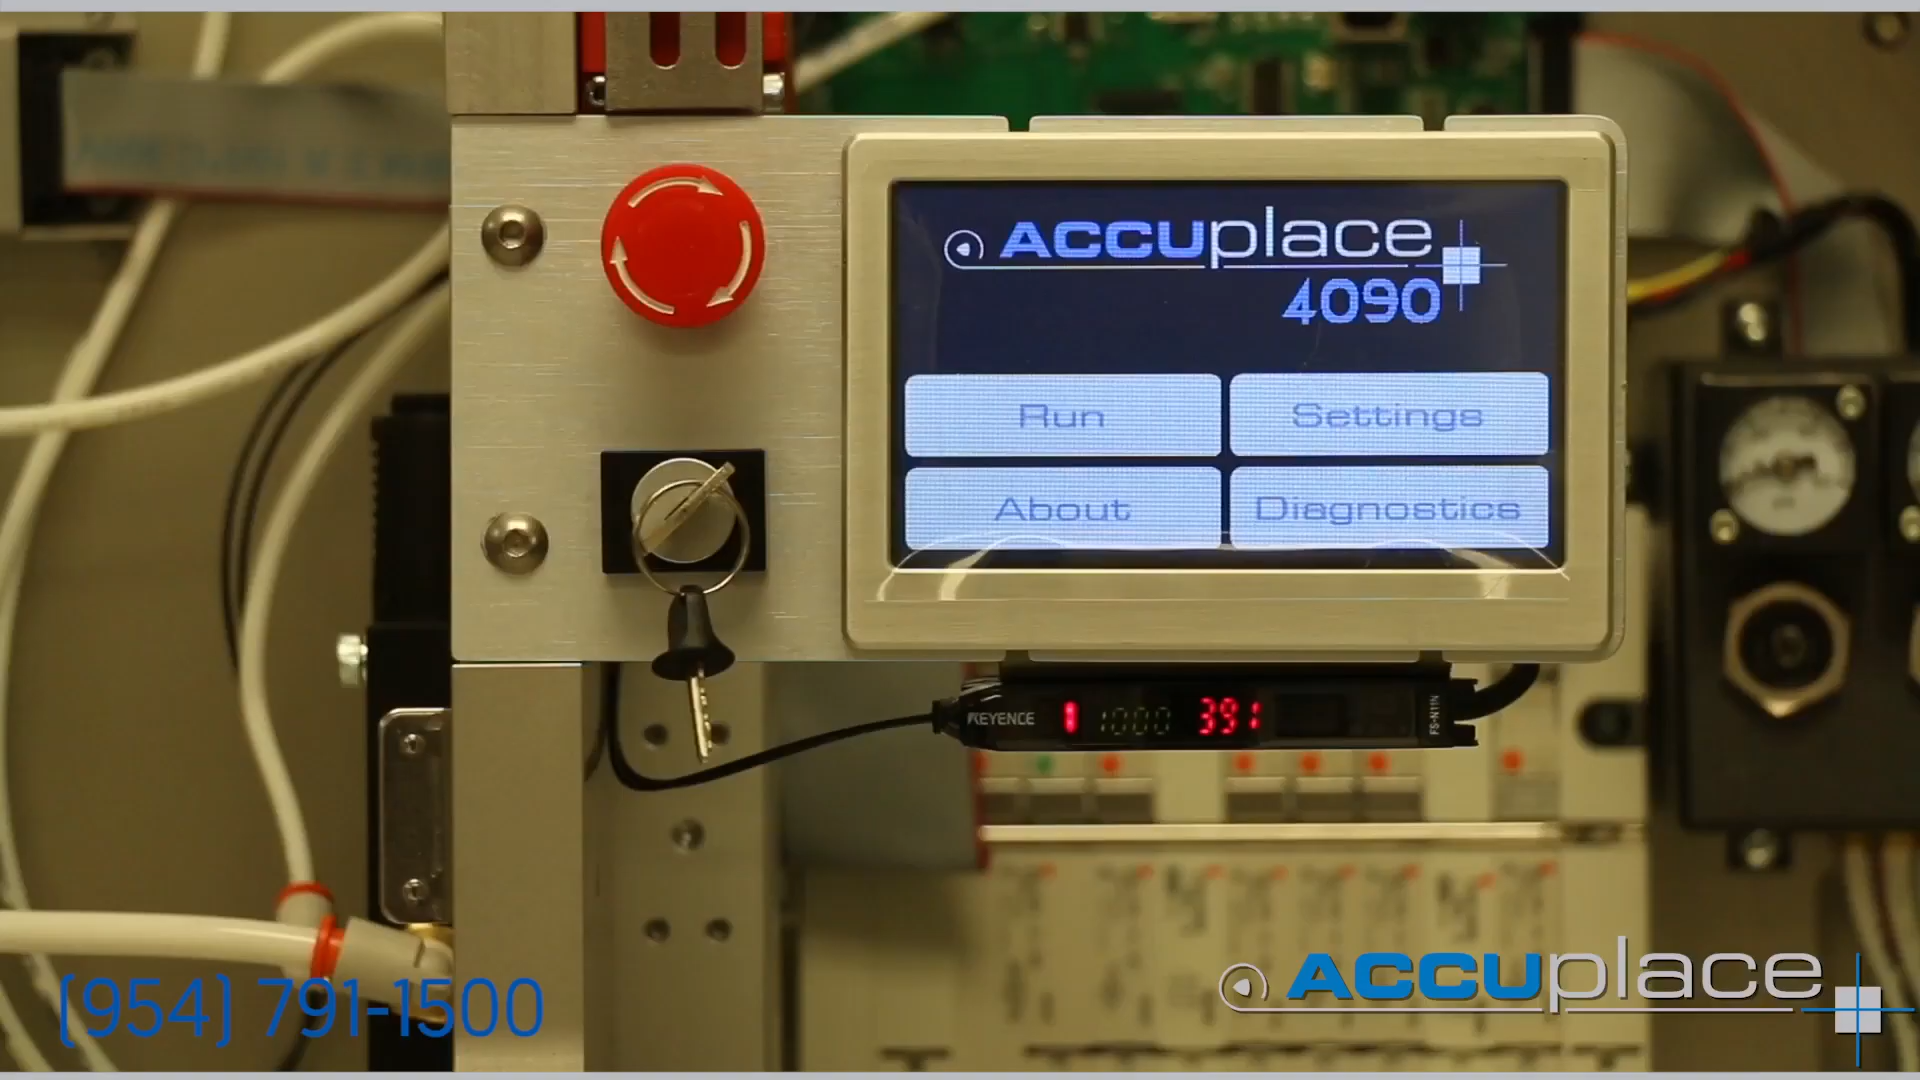 ACCUplace
4090
Run
Settings
About
Diagnostics
KEYENCE
1 1000 391
FS-N11N
(954) 791-1500
ACCUplace